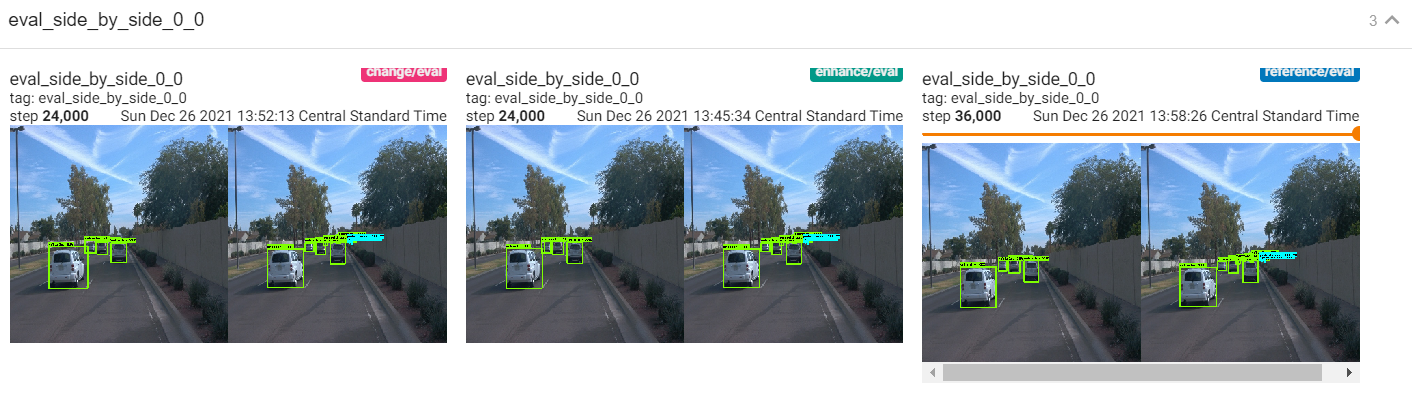 eval_side_by_side_0_0
3
eval_side_by_side_0_0 change/eval
tag: eval_side_by_side_0_0
step 24,000 Sun Dec 26 2021 13:52:13 Central Standard Time
eval_side_by_side_0_0 enhance/eval
tag: eval_side_by_side_0_0
step 24,000 Sun Dec 26 2021 13:45:34 Central Standard Time
eval_side_by_side_0_0 reference/eval
tag: eval_side_by_side_0_0
step 36,000 Sun Dec 26 2021 13:58:26 Central Standard Time